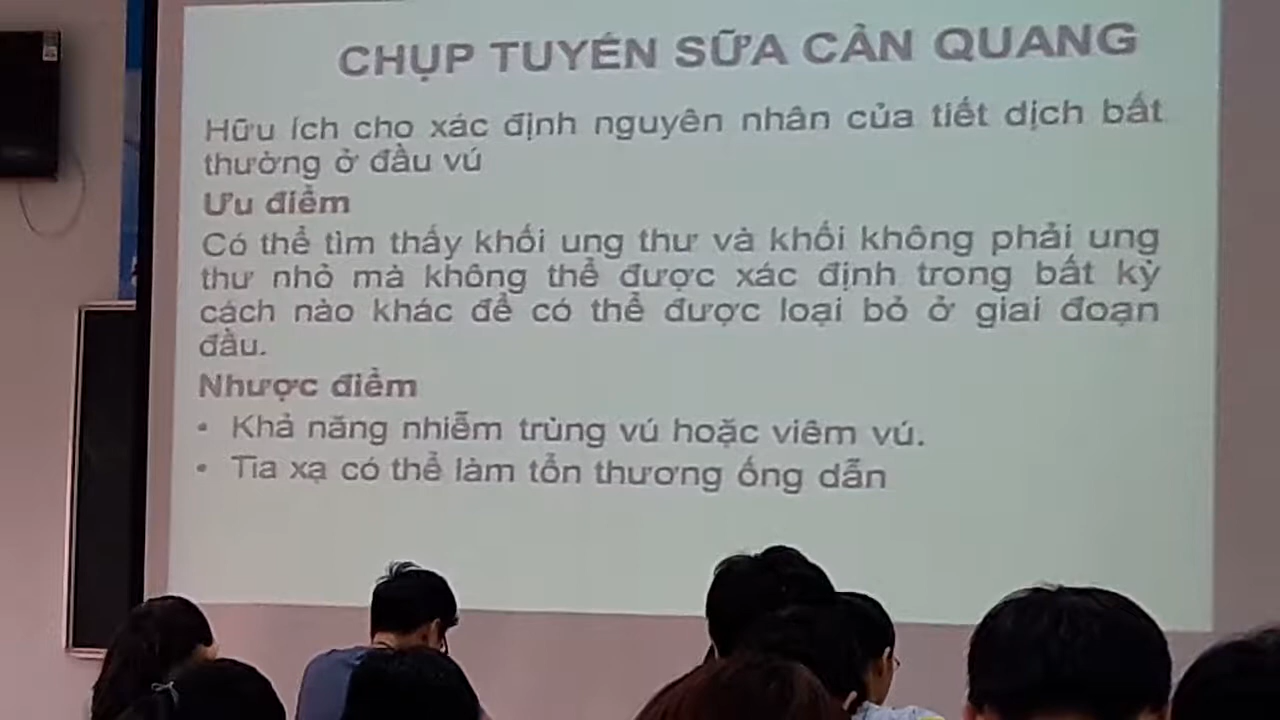 CHỤP TUYẾN SỮA CẢN QUANG
Hữu ích cho xác định nguyên nhân của tiết dịch bất
thường ở đầu vú
Ưu điểm
Có thể tìm thấy khối ung thư và khối không phải ung
thư nhỏ mà không thể được xác định trong bất kỳ
cách nào khác để có thể được loại bỏ ở giai đoạn
đầu.
Nhược điểm
• Khả năng nhiễm trùng vú hoặc viêm vú.
• Tia xạ có thể làm tổn thương ống dẫn